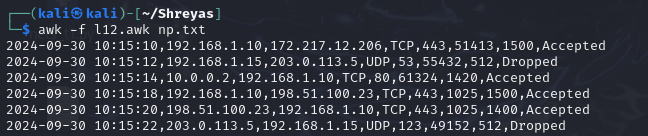 ┌──(kali㉿kali)-[~/Shreyas]
└─$ awk -f l12.awk np.txt
2024-09-30 10:15:10,192.168.1.10,172.217.12.206,TCP,443,51413,1500,Accepted
2024-09-30 10:15:12,192.168.1.15,203.0.113.5,UDP,53,55432,512,Dropped
2024-09-30 10:15:14,10.0.0.2,192.168.1.10,TCP,80,61324,1420,Accepted
2024-09-30 10:15:18,192.168.1.10,198.51.100.23,TCP,443,1025,1500,Accepted
2024-09-30 10:15:20,198.51.100.23,192.168.1.10,TCP,443,1025,1400,Accepted
2024-09-30 10:15:22,203.0.113.5,192.168.1.15,UDP,123,49152,512,Dropped